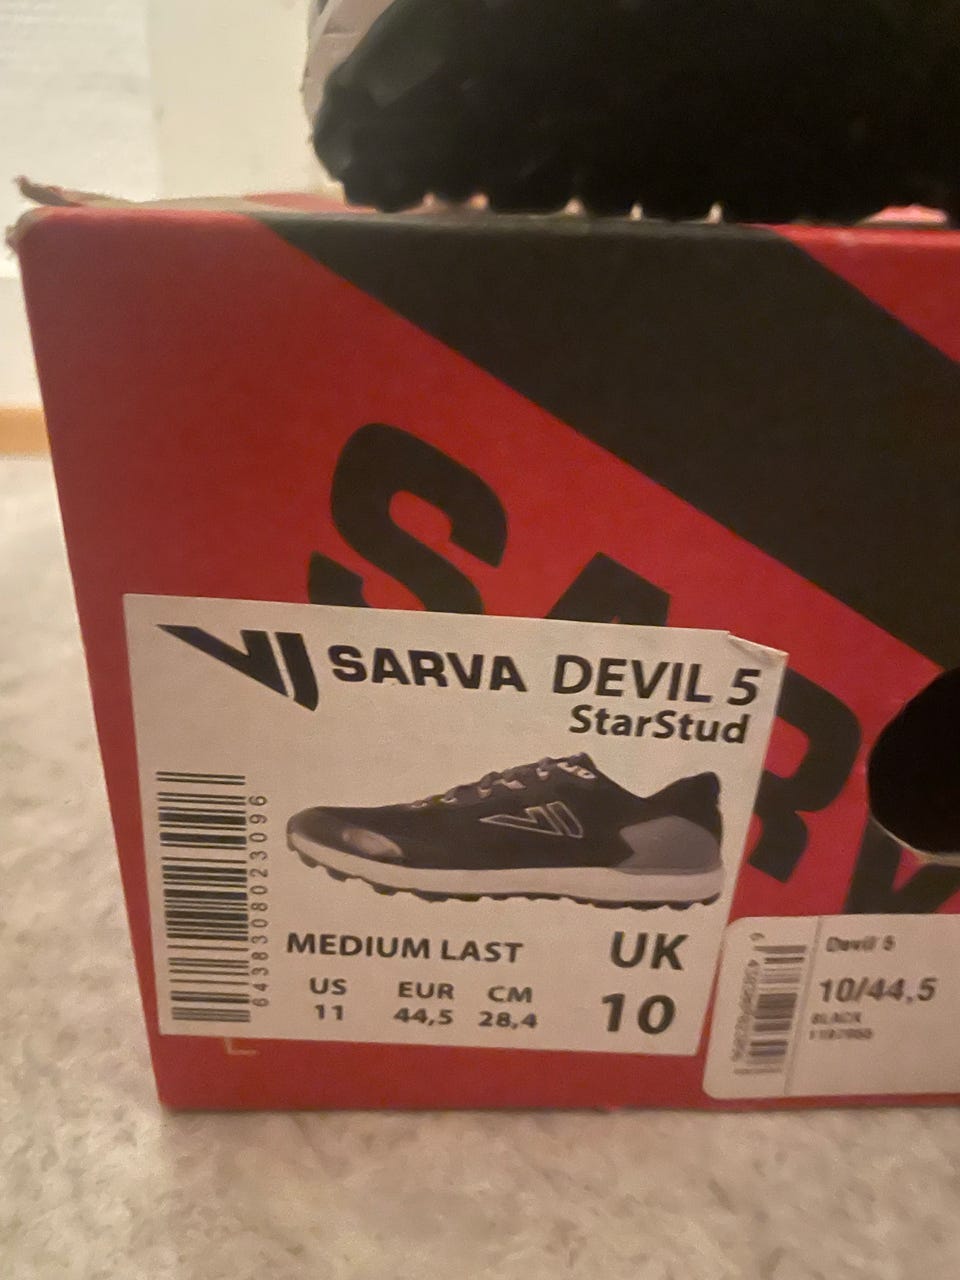 SAR
SARVA DEVIL 5
StarStud
6438308023096
MEDIUM LAST
UK
US EUR CM
11 44,5 28,4
10
Devil 5
10/44,5
BLACK